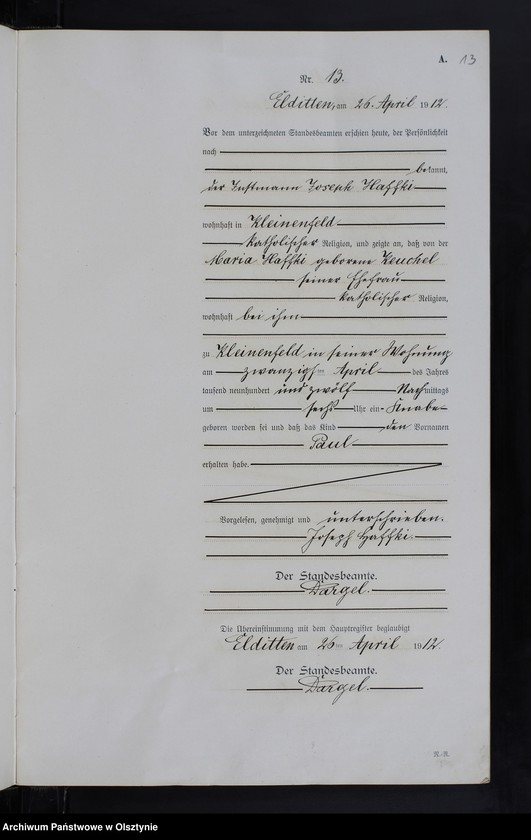 A. 13
Nr. 13.
Elditten, am 26. April 1912.
Vor dem unterzeichneten Standesbeamten erschien heute, der Persönlichkeit
nach
bekannt,
der Instmann Joseph Haffki
wohnhaft in Kleinenfeld
katholischer Religion, und zeigte an, daß von der
Maria Haffki geborene Keuchel
seiner Ehefrau
katholischer Religion,
wohnhaft bei ihm
zu Kleinenfeld in seiner Wohnung
am zwanzigsten April des Jahres
tausend neunhundert und zwölf Nachmittags
um sechs Uhr ein Knabe
geboren worden sei und daß das Kind den Vornamen
Paul
erhalten habe.
Vorgelesen, genehmigt und unterschrieben.
Joseph Haffki.
Der Standesbeamte.
Dargel.
Die Übereinstimmung mit dem Hauptregister beglaubigt
Elditten am 26ten April 1912.
Der Standesbeamte.
Dargel.
R.-R.
Archiwum Państwowe w Olsztynie